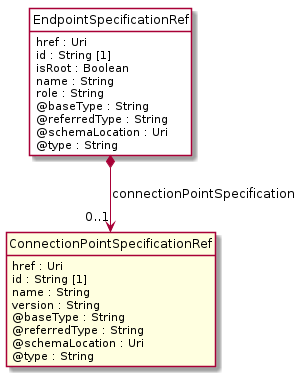 EndpointSpecificationRef
href : Uri
id : String [1]
isRoot : Boolean
name : String
role : String
@baseType : String
@referredType : String
@schemaLocation : Uri
@type : String
connectionPointSpecification
0..1
ConnectionPointSpecificationRef
href : Uri
id : String [1]
name : String
version : String
@baseType : String
@referredType : String
@schemaLocation : Uri
@type : String